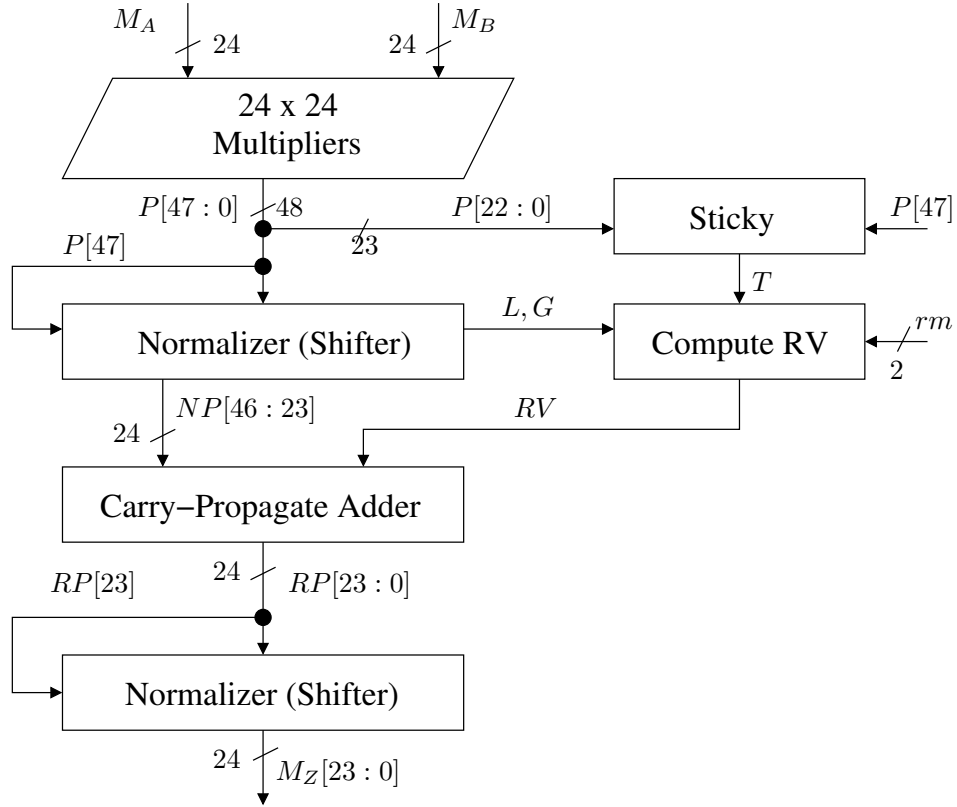 M_A
M_B
24
24
24 x 24
Multipliers
P[47 : 0]
48
P[22 : 0]
23
Sticky
P[47]
P[47]
T
Normalizer (Shifter)
L, G
Compute RV
rm
2
NP[46 : 23]
24
RV
Carry−Propagate Adder
RP[23]
24
RP[23 : 0]
Normalizer (Shifter)
24
M_Z[23 : 0]